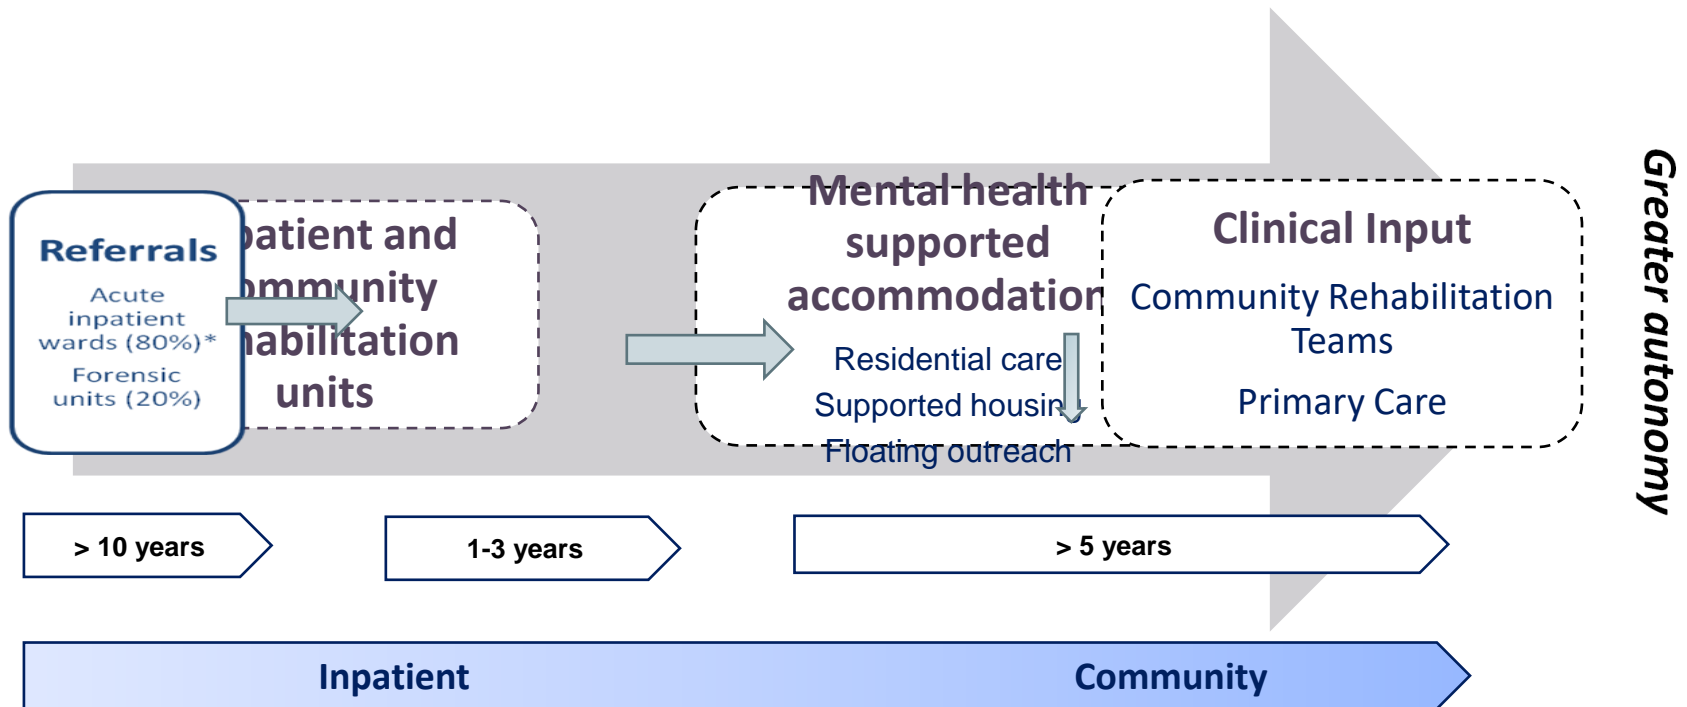 Referrals
Acute
inpatient
wards (80%)*
Forensic
units (20%)
patient and
ommunity
habilitation
units
Mental health
supported
accommodation
Residential care
Supported housing
Floating outreach
Clinical Input
Community Rehabilitation
Teams
Primary Care
Greater autonomy
> 10 years
1-3 years
> 5 years
Inpatient
Community